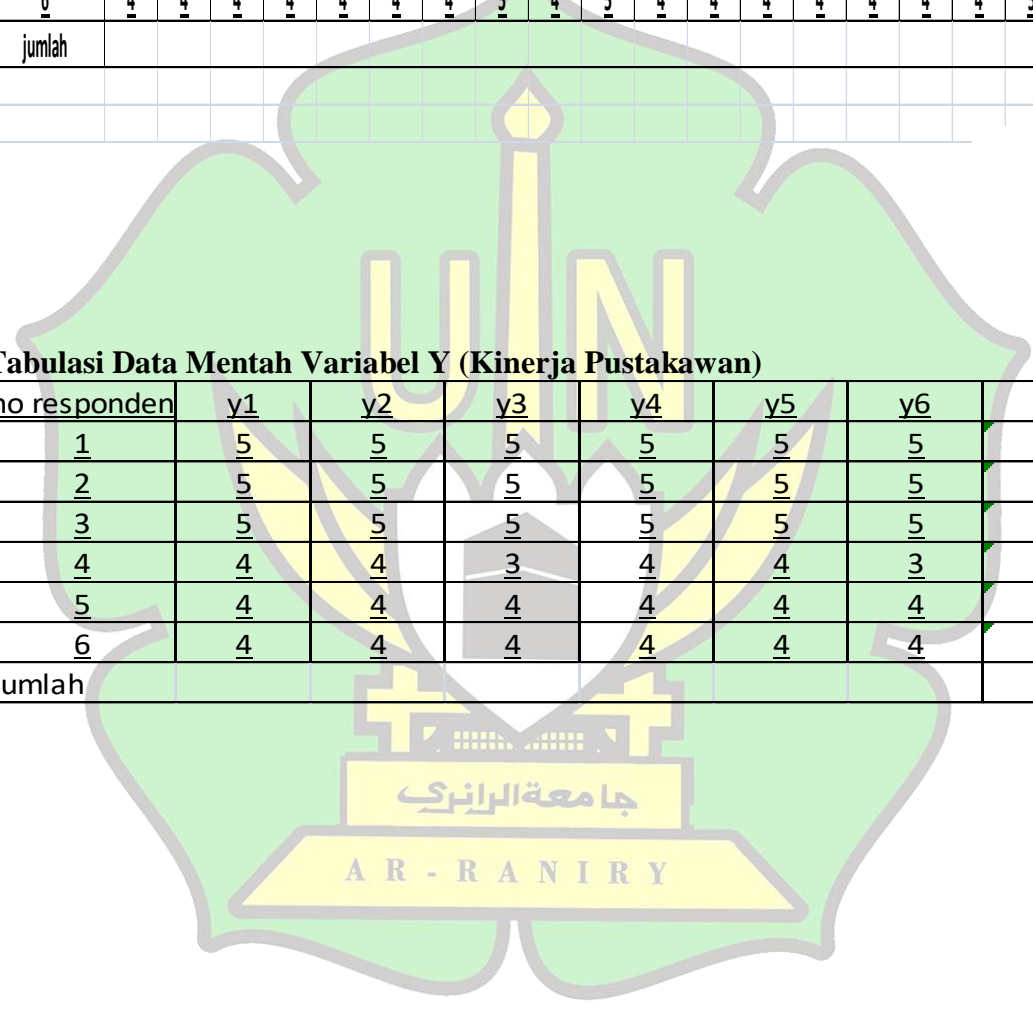 jumlah
UIN
Tabulasi Data Mentah Variabel Y (Kinerja Pustakawan)
no responden y1 y2 y3 y4 y5 y6
1 5 5 5 5 5 5
2 5 5 5 5 5 5
3 5 5 5 5 5 5
4 4 4 3 4 4 3
5 4 4 4 4 4 4
6 4 4 4 4 4 4
umlah
جامعة الرانري
AR-RANIRY